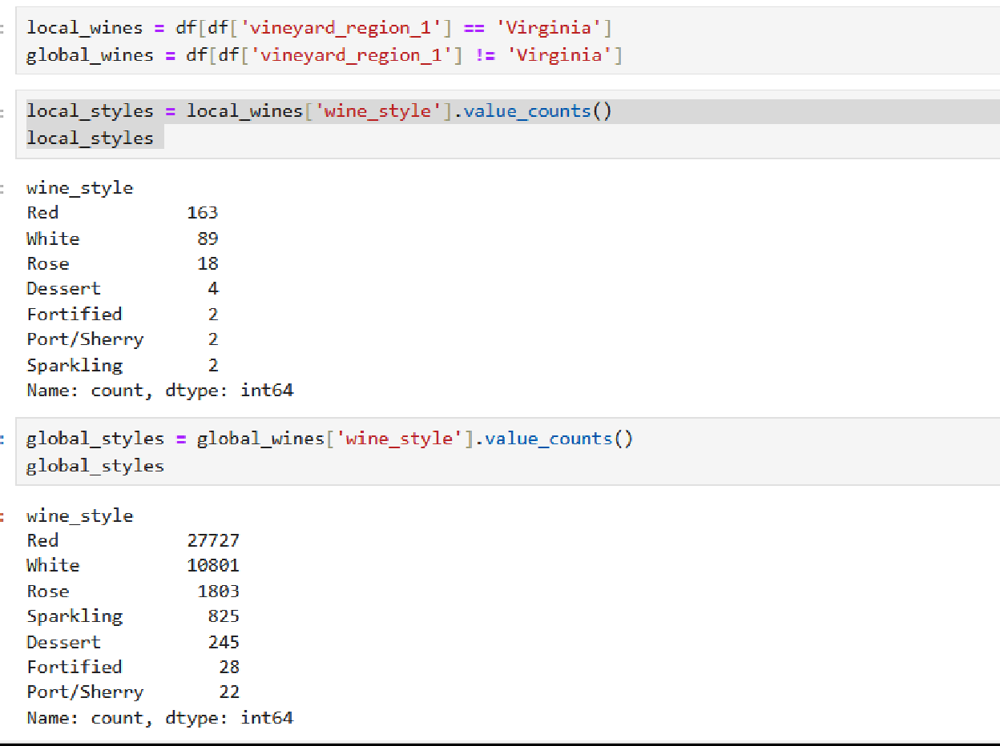 local_wines = df[df['vineyard_region_1'] == 'Virginia']
global_wines = df[df['vineyard_region_1'] != 'Virginia']
local_styles = local_wines['wine_style'].value_counts()
local_styles
wine_style
Red 163
White 89
Rose 18
Dessert 4
Fortified 2
Port/Sherry 2
Sparkling 2
Name: count, dtype: int64
global_styles = global_wines['wine_style'].value_counts()
global_styles
wine_style
Red 27727
White 10801
Rose 1803
Sparkling 825
Dessert 245
Fortified 28
Port/Sherry 22
Name: count, dtype: int64